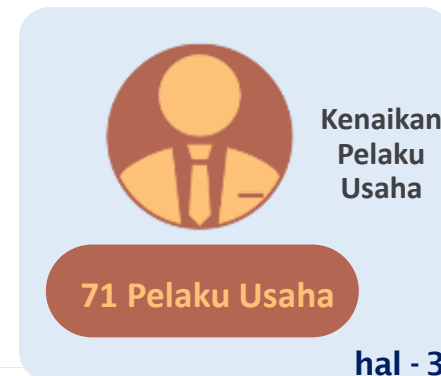 Kenaikan
Pelaku
Usaha
71 Pelaku Usaha
hal - 3